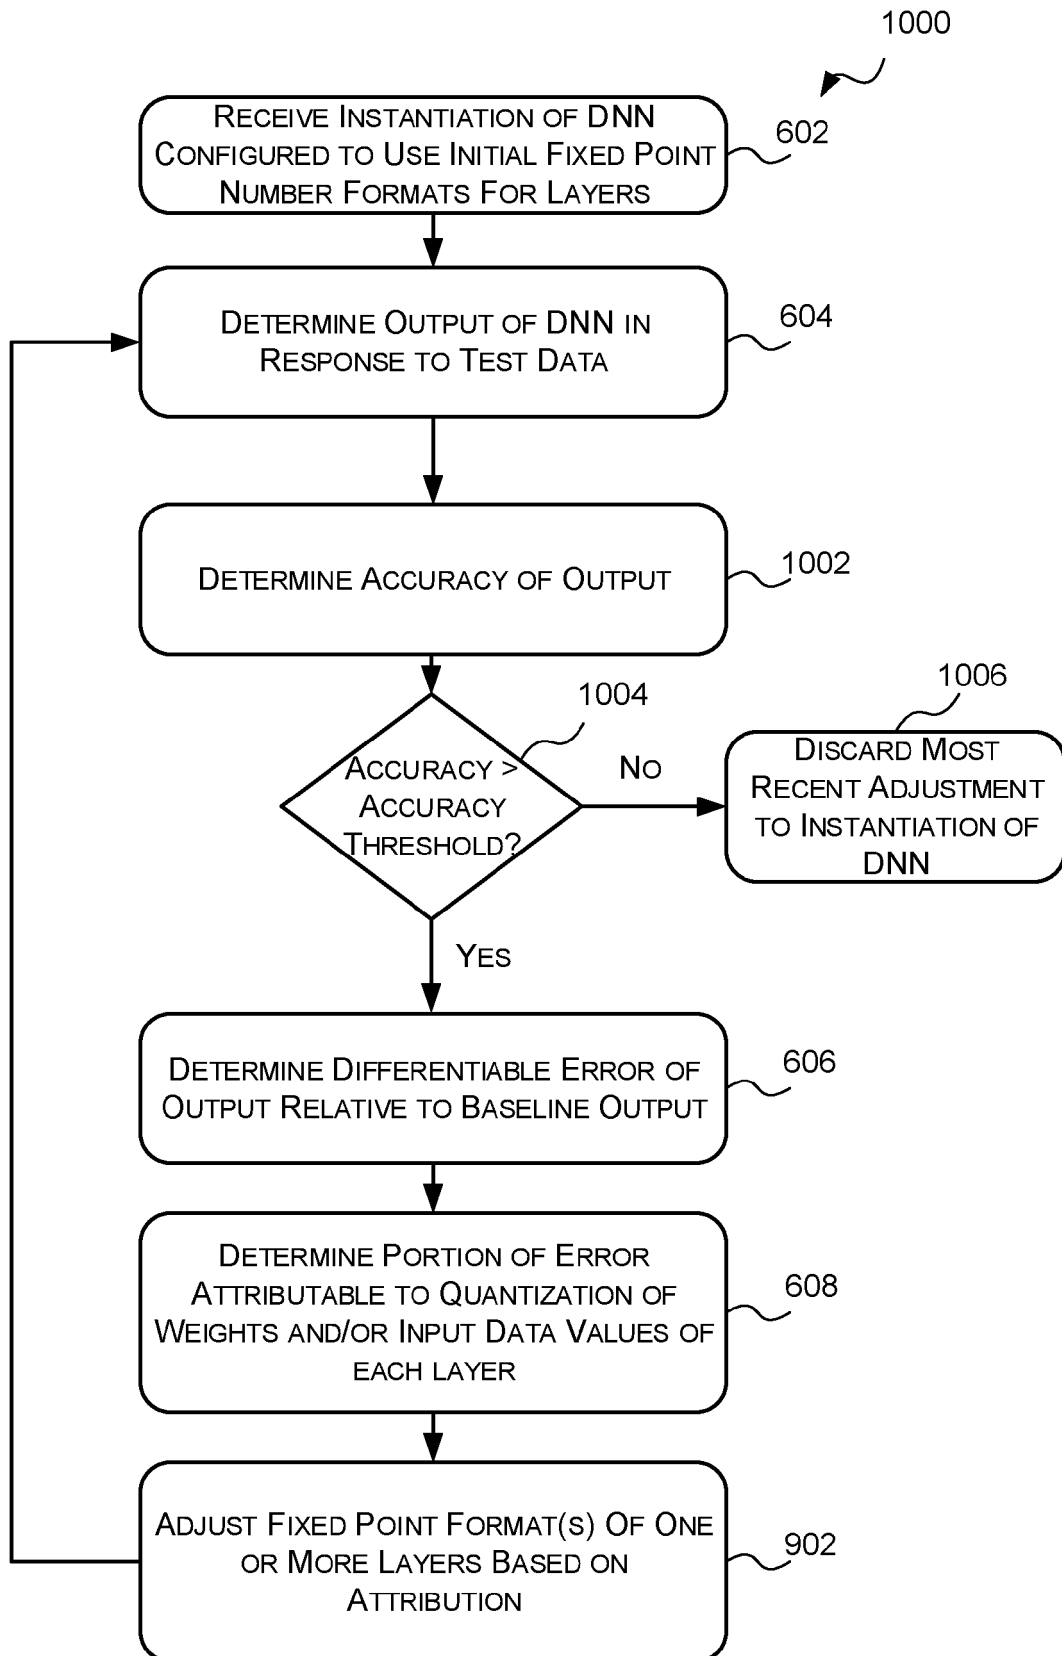 1000
RECEIVE INSTANTIATION OF DNN
CONFIGURED TO USE INITIAL FIXED POINT
NUMBER FORMATS FOR LAYERS
602
DETERMINE OUTPUT OF DNN IN
RESPONSE TO TEST DATA
604
DETERMINE ACCURACY OF OUTPUT
1002
1004
ACCURACY >
ACCURACY
THRESHOLD?
NO
1006
DISCARD MOST
RECENT ADJUSTMENT
TO INSTANTIATION OF
DNN
YES
DETERMINE DIFFERENTIABLE ERROR OF
OUTPUT RELATIVE TO BASELINE OUTPUT
606
DETERMINE PORTION OF ERROR
ATTRIBUTABLE TO QUANTIZATION OF
WEIGHTS AND/OR INPUT DATA VALUES OF
EACH LAYER
608
ADJUST FIXED POINT FORMAT(S) OF ONE
OR MORE LAYERS BASED ON
ATTRIBUTION
902